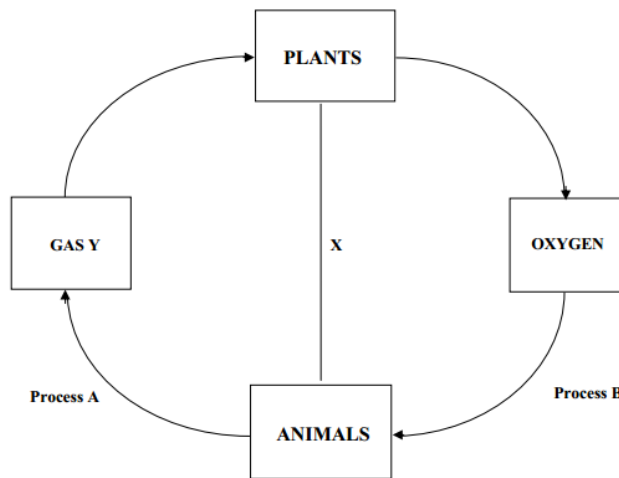 PLANTS
GAS Y
X
OXYGEN
Process A
Process B
ANIMALS